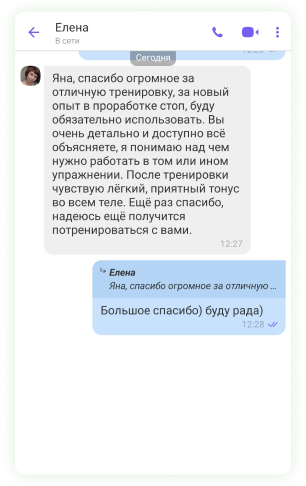 Елена
В сети
Сегодня
Яна, спасибо огромное за
отличную тренировку, за новый
опыт в проработке стоп, буду
обязательно использовать. Вы
очень детально и доступно всё
объясняете, я понимаю над чем
нужно работать в том или ином
упражнении. После тренировки
чувствую лёгкий, приятный тонус
во всем теле. Ещё раз спасибо,
надеюсь ещё получится
потренироваться с вами.
12:27
Елена
Яна, спасибо огромное за отличную ...
Большое спасибо) буду рада)
12:28